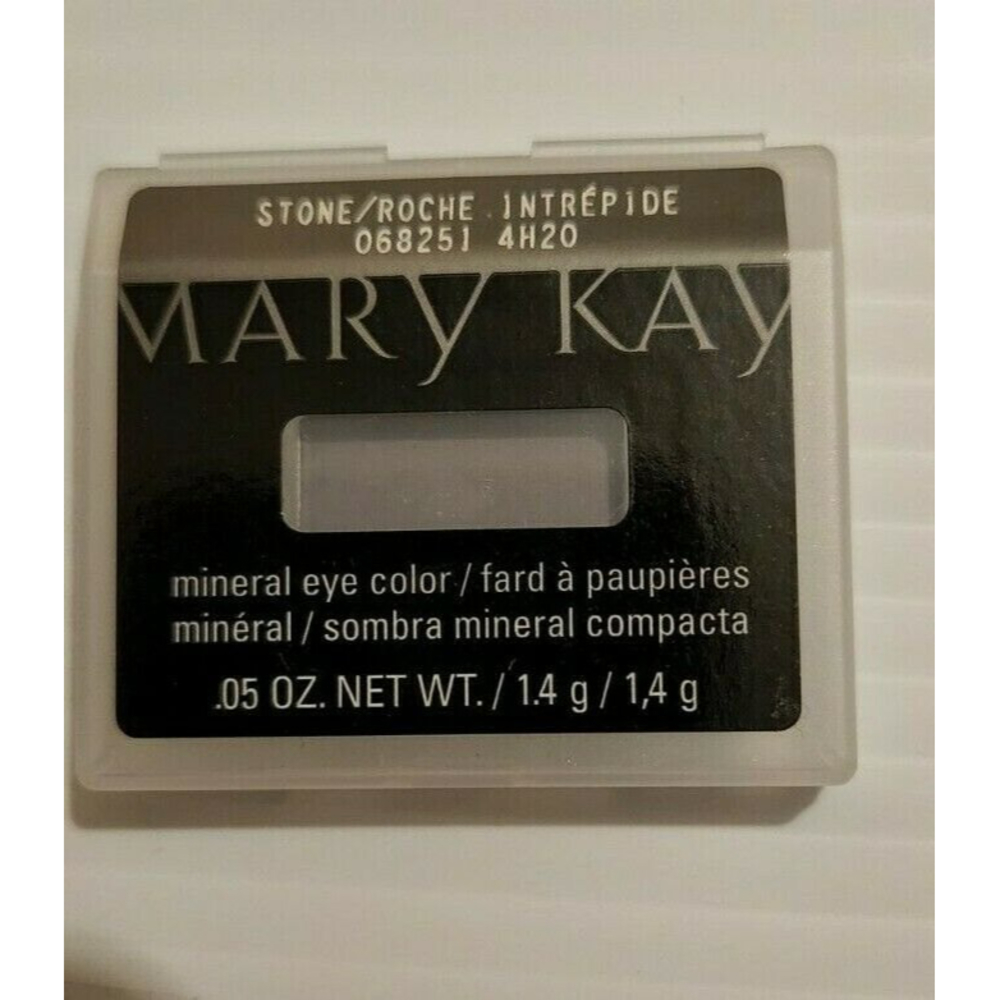 STONE/ROCHE INTRÉPIDE
068251 4H20
MARY KAY
mineral eye color / fard à paupières
minéral / sombra mineral compacta
.05 OZ. NET WT. / 1.4 g / 1,4 g